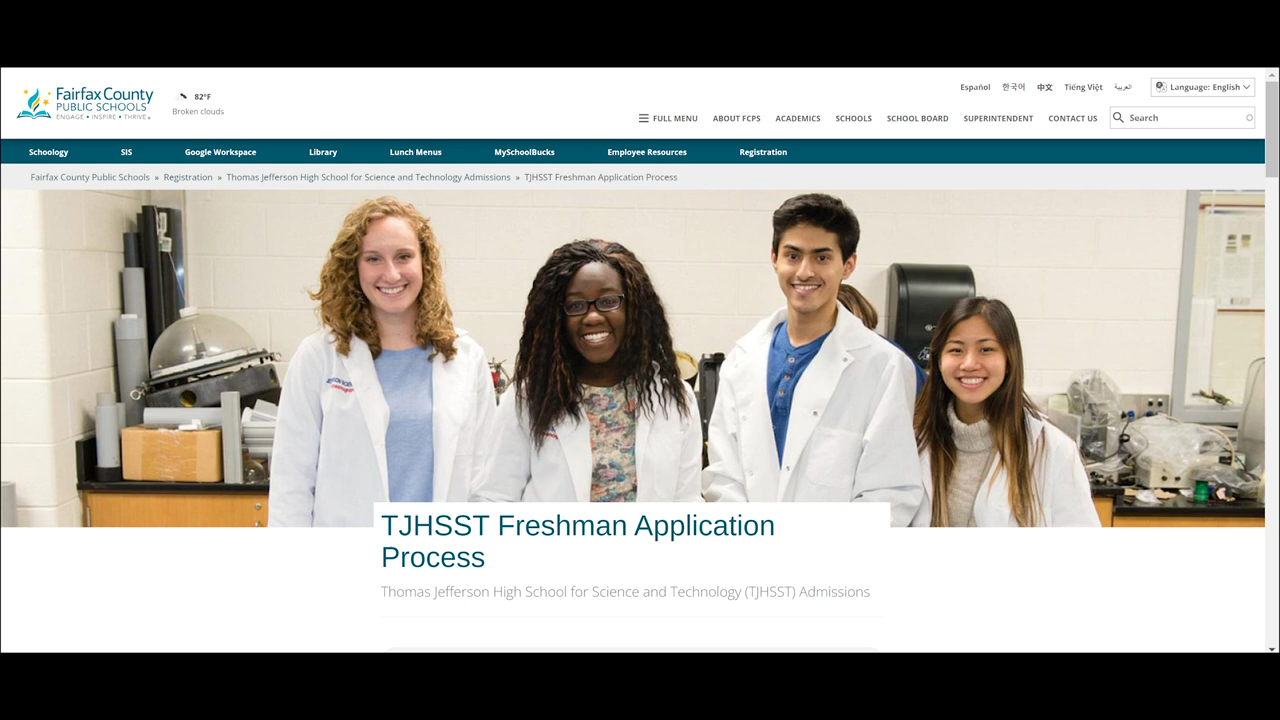 Fairfax County
PUBLIC SCHOOLS
ENGAGE • INSPIRE • THRIVE
82°F
Broken clouds
Español 한국어 中文 Tiếng Việt العربية Language: English
FULL MENU ABOUT FCPS ACADEMICS SCHOOLS SCHOOL BOARD SUPERINTENDENT CONTACT US Search
Schoology SIS Google Workspace Library Lunch Menus MySchoolBucks Employee Resources Registration
Fairfax County Public Schools » Registration » Thomas Jefferson High School for Science and Technology Admissions » TJHSST Freshman Application Process
TJHSST Freshman Application
Process
Thomas Jefferson High School for Science and Technology (TJHSST) Admissions